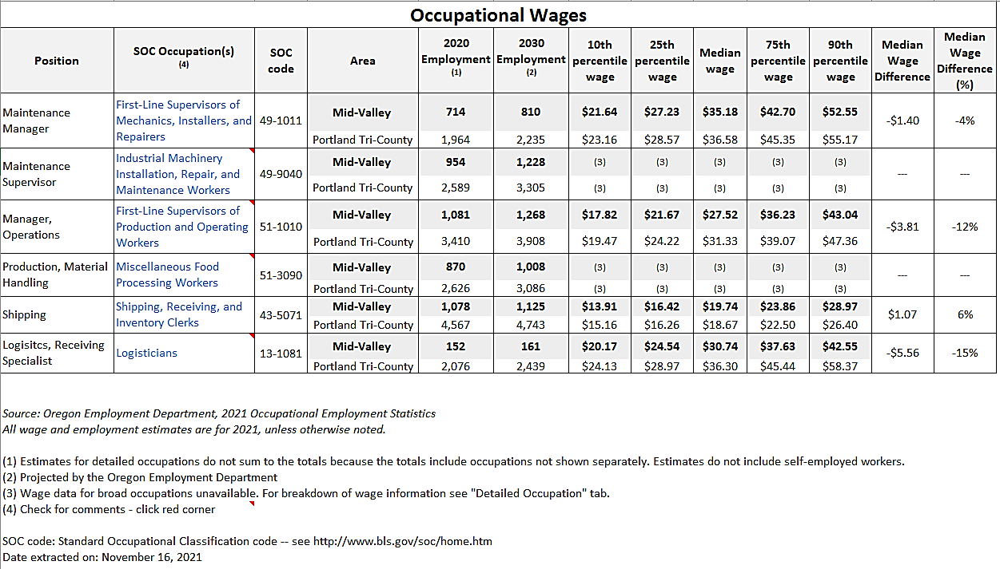 Occupational Wages
Position | SOC Occupation(s) (4) | SOC code | Area | 2020 Employment (1) | 2030 Employment (2) | 10th percentile wage | 25th percentile wage | Median wage | 75th percentile wage | 90th percentile wage | Median Wage Difference | Median Wage Difference (%)
Maintenance Manager | First-Line Supervisors of Mechanics, Installers, and Repairers | 49-1011 | Mid-Valley | 714 | 810 | $21.64 | $27.23 | $35.18 | $42.70 | $52.55 | -$1.40 | -4%
Portland Tri-County | 1,964 | 2,235 | $23.16 | $28.57 | $36.58 | $45.35 | $55.17
Maintenance Supervisor | Industrial Machinery Installation, Repair, and Maintenance Workers | 49-9040 | Mid-Valley | 954 | 1,228 | (3) | (3) | (3) | (3) | (3) | --- | ---
Portland Tri-County | 2,589 | 3,305 | (3) | (3) | (3) | (3) | (3)
Manager, Operations | First-Line Supervisors of Production and Operating Workers | 51-1010 | Mid-Valley | 1,081 | 1,268 | $17.82 | $21.67 | $27.52 | $36.23 | $43.04 | -$3.81 | -12%
Portland Tri-County | 3,410 | 3,908 | $19.47 | $24.22 | $31.33 | $39.07 | $47.36
Production, Material Handling | Miscellaneous Food Processing Workers | 51-3090 | Mid-Valley | 870 | 1,008 | (3) | (3) | (3) | (3) | (3) | --- | ---
Portland Tri-County | 2,626 | 3,086 | (3) | (3) | (3) | (3) | (3)
Shipping | Shipping, Receiving, and Inventory Clerks | 43-5071 | Mid-Valley | 1,078 | 1,125 | $13.91 | $16.42 | $19.74 | $23.86 | $28.97 | $1.07 | 6%
Portland Tri-County | 4,567 | 4,743 | $15.16 | $16.26 | $18.67 | $22.50 | $26.40
Logisitcs, Receiving Specialist | Logisticians | 13-1081 | Mid-Valley | 152 | 161 | $20.17 | $24.54 | $30.74 | $37.63 | $42.55 | -$5.56 | -15%
Portland Tri-County | 2,076 | 2,439 | $24.13 | $28.97 | $36.30 | $45.44 | $58.37
Source: Oregon Employment Department, 2021 Occupational Employment Statistics
All wage and employment estimates are for 2021, unless otherwise noted.
(1) Estimates for detailed occupations do not sum to the totals because the totals include occupations not shown separately. Estimates do not include self-employed workers.
(2) Projected by the Oregon Employment Department
(3) Wage data for broad occupations unavailable. For breakdown of wage information see "Detailed Occupation" tab.
(4) Check for comments - click red corner
SOC code: Standard Occupational Classification code -- see http://www.bls.gov/soc/home.htm
Date extracted on: November 16, 2021